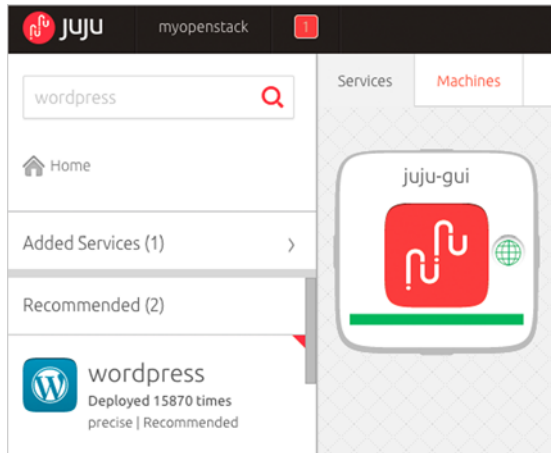 juju
myopenstack
1
wordpress
Home
Added Services (1)
Recommended (2)
wordpress
Deployed 15870 times
precise | Recommended
Services
Machines
juju-gui